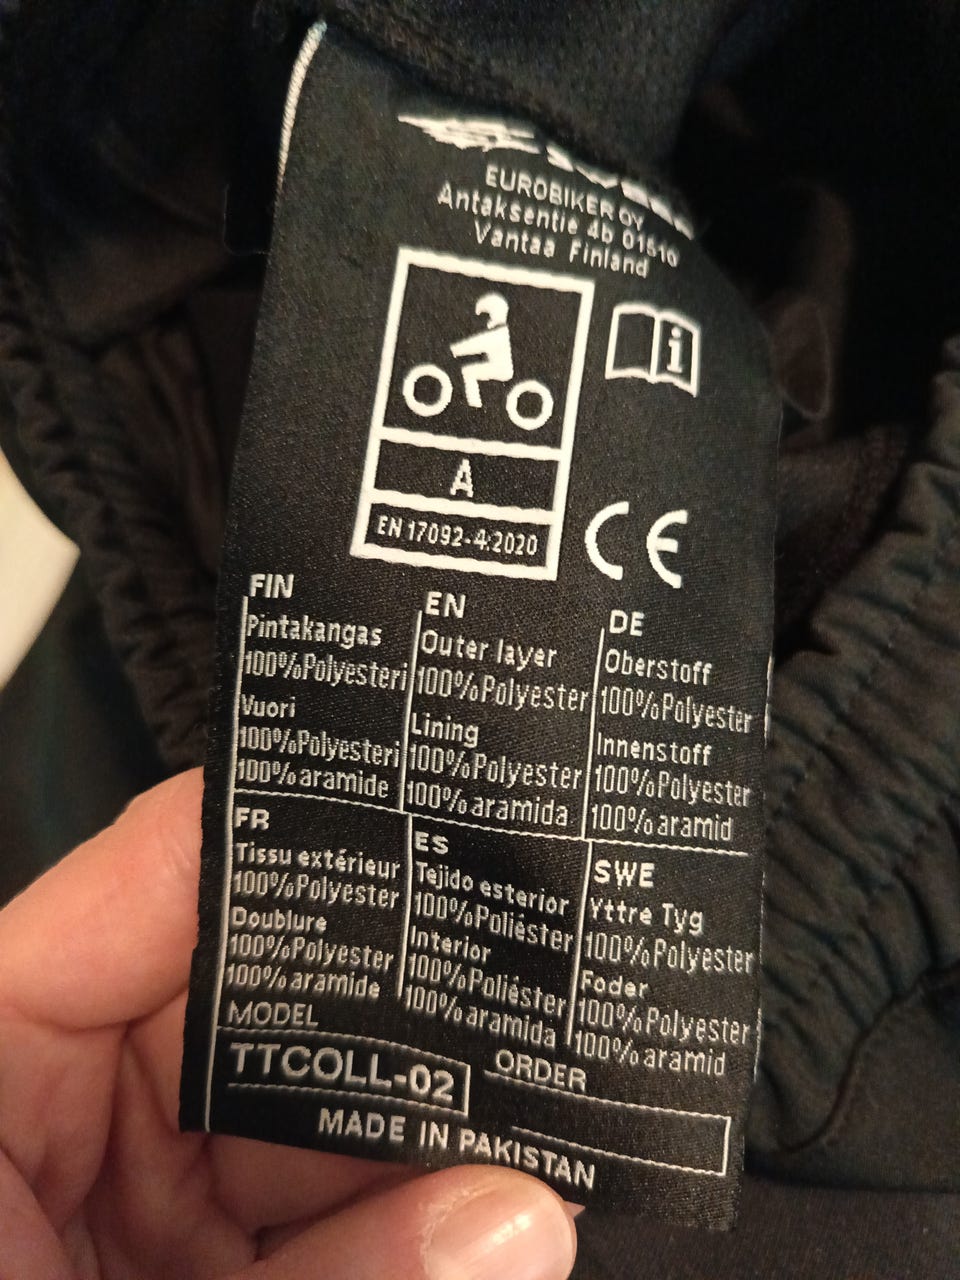 EUROBIKER OY
Antaksentie 4b 01510
Vantaa Finland
i
A
EN 17092-4:2020
CE
FIN
Pintakangas
100%Polyesteri
Vuori
100%Polyesteri
100%aramide
EN
Outer layer
100%Polyester
Lining
100%Polyester
100%aramida
DE
Oberstoff
100%Polyester
Innenstoff
100%Polyester
100%aramid
FR
Tissu extérieur
100%Polyester
Doublure
100%Polyester
100%aramide
ES
Tejido esterior
100%Poliéster
Interior
100%Poliéster
100%aramida
SWE
Yttre Tyg
100%Polyester
Foder
100%Polyester
100%aramid
MODEL
TTCOLL-02
ORDER
MADE IN PAKISTAN